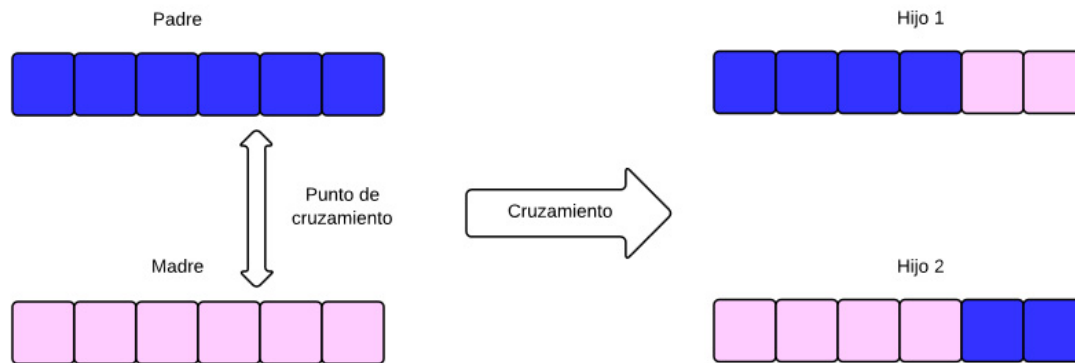 Padre
Hijo 1
Punto de
cruzamiento
Cruzamiento
Madre
Hijo 2